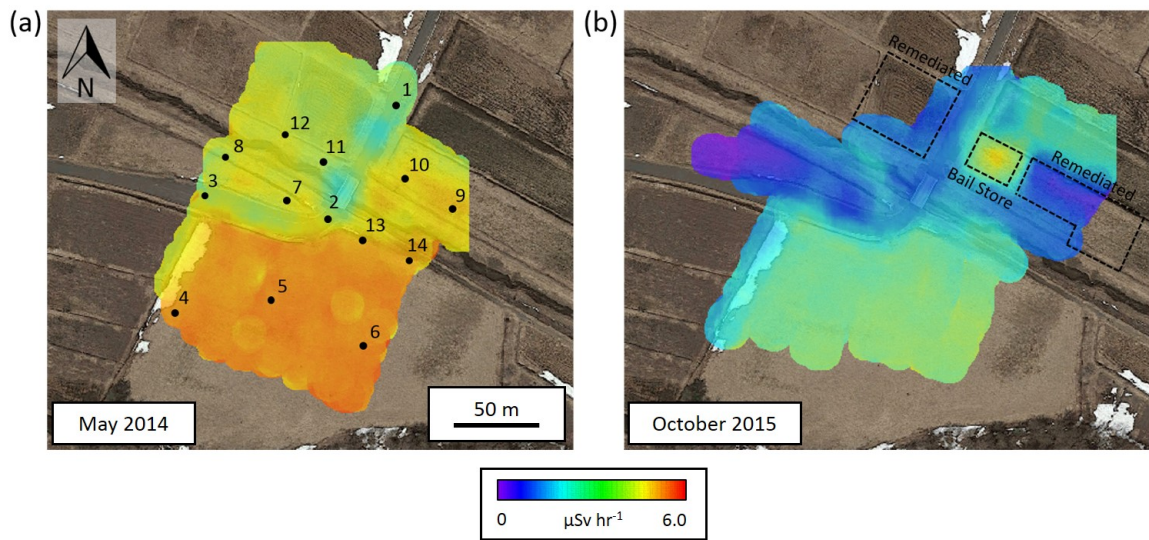 (a)
N
1
12
11
8
10
3
7
9
2
13
14
5
4
6
May 2014
50 m
(b)
Remediated
Bail Store
Remediated
October 2015
0 μSv hr⁻¹ 6.0